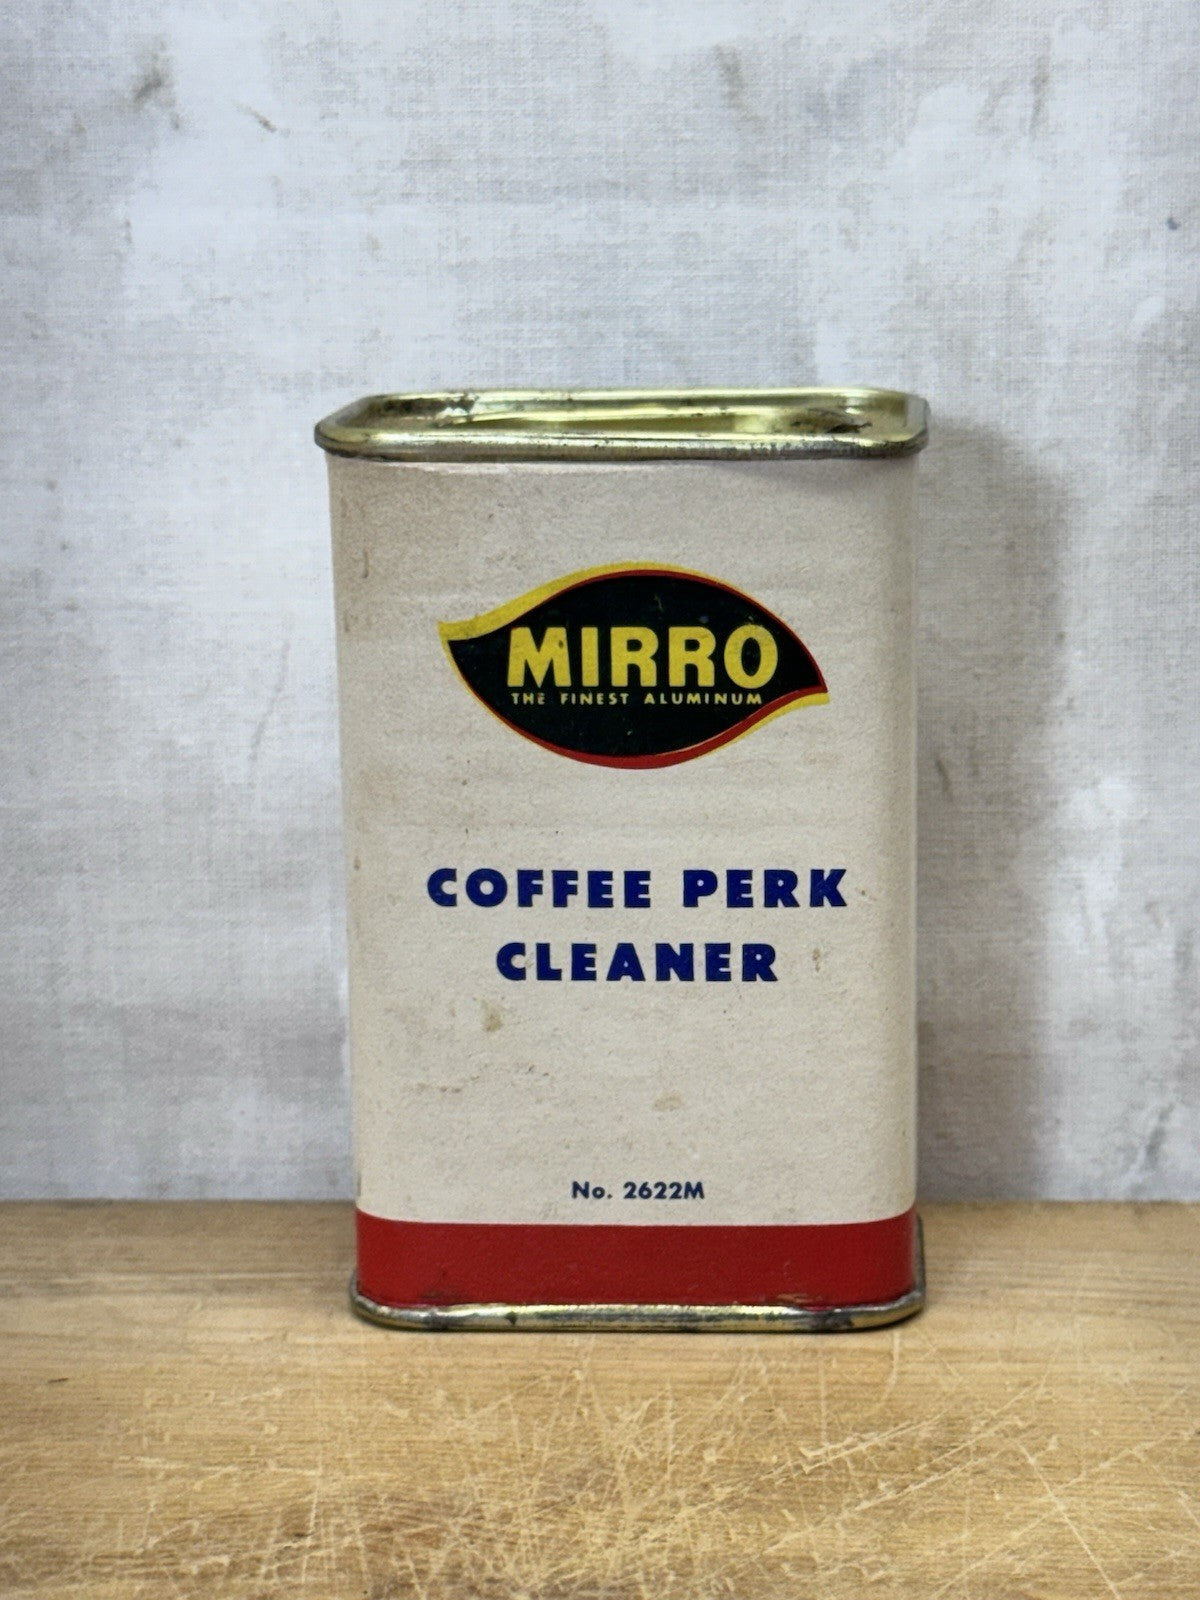 MIRRO
THE FINEST ALUMINUM
COFFEE PERK
CLEANER
No. 2622M